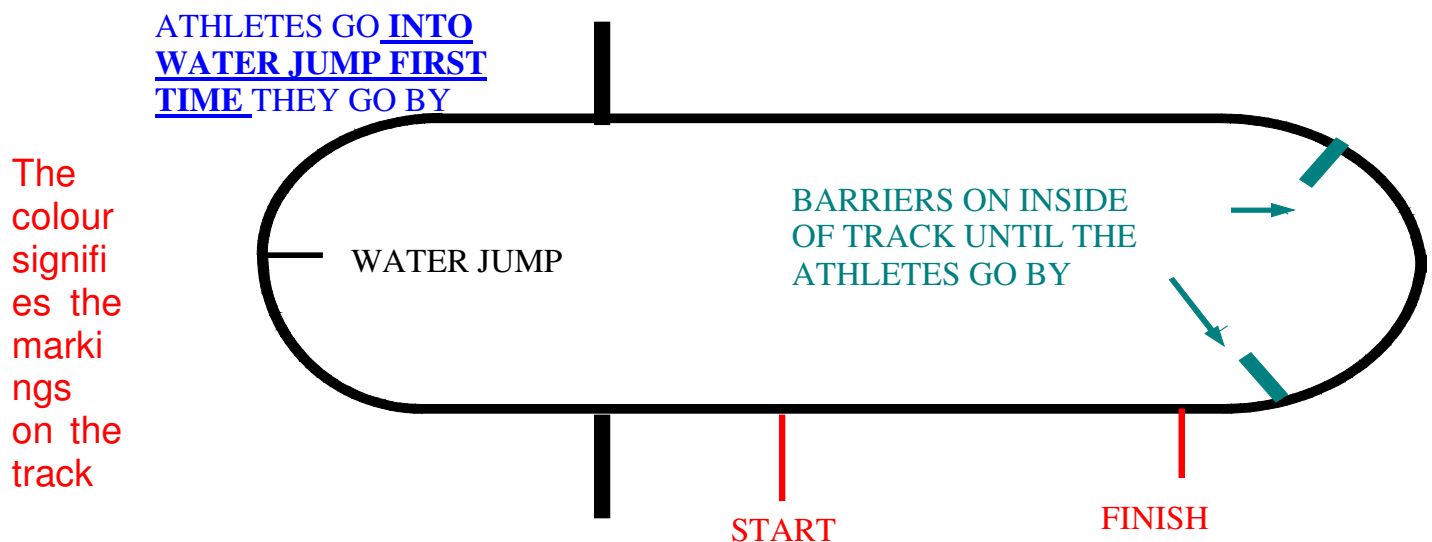 ATHLETES GO INTO
WATER JUMP FIRST
TIME THEY GO BY
The
colour
signifi
es the
marki
ngs
on the
track
WATER JUMP
BARRIERS ON INSIDE
OF TRACK UNTIL THE
ATHLETES GO BY
START
FINISH